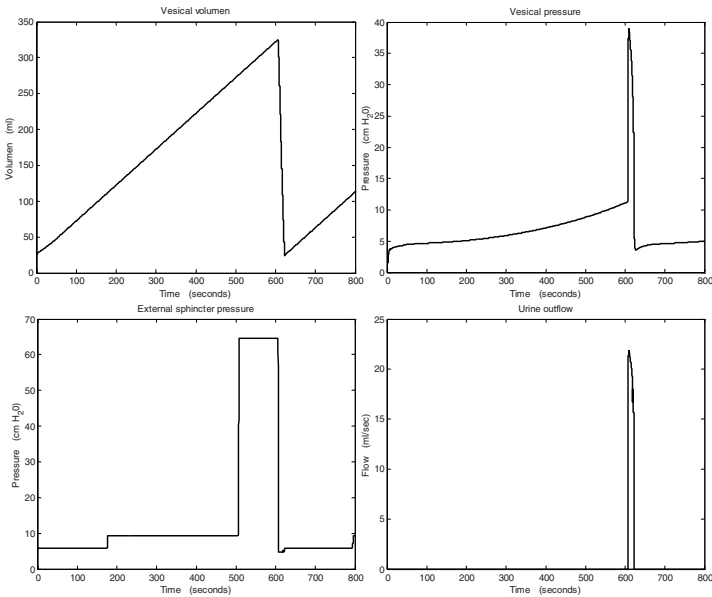 Vesical volumen
350
300
250
200
150
100
50
0
Volumen (ml)
0 100 200 300 400 500 600 700 800
Time (seconds)
Vesical pressure
40
35
30
25
20
15
10
5
0
Pressure (cm H20)
0 100 200 300 400 500 600 700 800
Time (seconds)
External sphincter pressure
70
60
50
40
30
20
10
0
Pressure (cm H20)
0 100 200 300 400 500 600 700 800
Time (seconds)
Urine outflow
25
20
15
10
5
0
Flow (ml/sec)
0 100 200 300 400 500 600 700 800
Time (seconds)